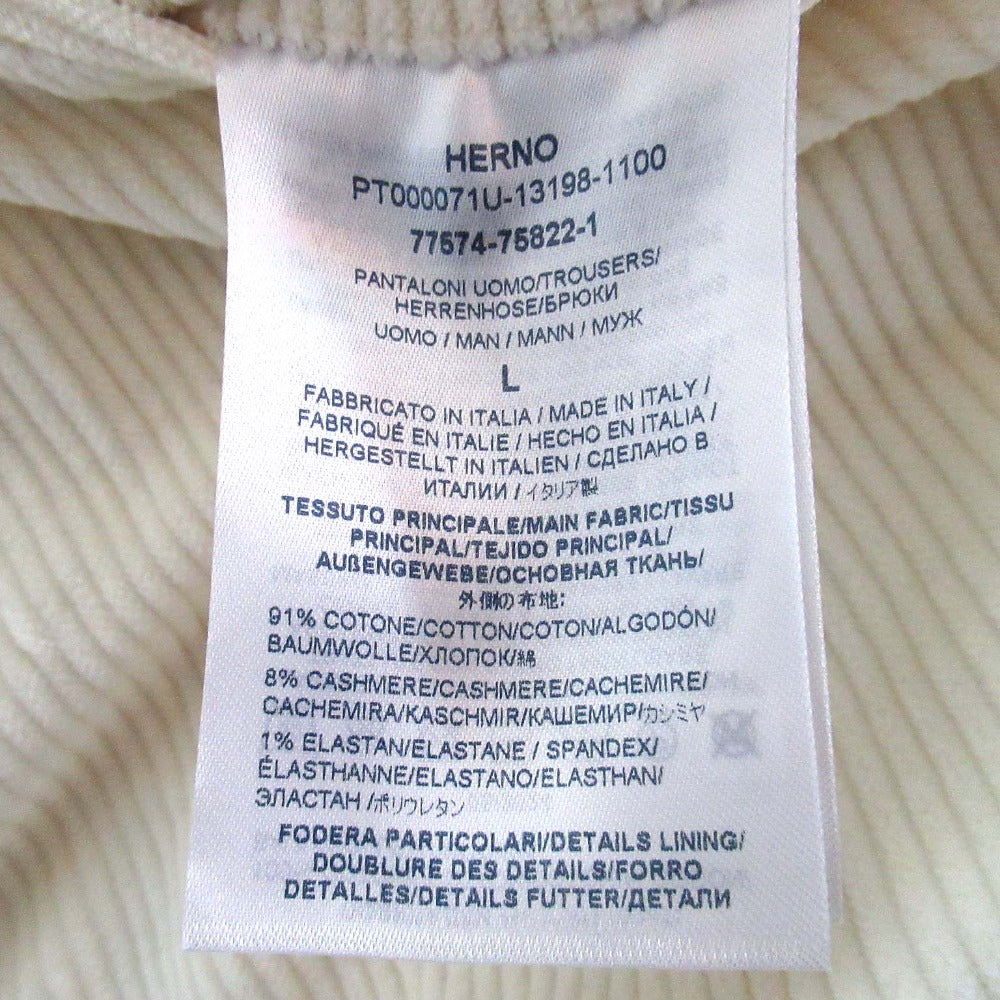 HERNO
PT000071U-13198-1100
77574-75822-1
PANTALONI UOMO/TROUSERS/
HERRENHOSE/БРЮКИ
UOMO / MAN / MANN / МУЖ
L
FABBRICATO IN ITALIA / MADE IN ITALY /
FABRIQUÉ EN ITALIE / HECHO EN ITALIA /
HERGESTELLT IN ITALIEN / СДЕЛАНО В
ИТАЛИИ / イタリア製
TESSUTO PRINCIPALE/MAIN FABRIC/TISSU
PRINCIPAL/TEJIDO PRINCIPAL/
AUßENGEWEBE/ОСНОВНАЯ ТКАНЬ/
外側の布地:
91% COTONE/COTTON/COTON/ALGODÓN/
BAUMWOLLE/ХЛОПОК/綿
8% CASHMERE/CASHMERE/CACHEMIRE/
CACHEMIRA/KASCHMIR/КАШЕМИР/カシミヤ
1% ELASTAN/ELASTANE / SPANDEX/
ÉLASTHANNE/ELASTANO/ELASTHAN/
ЭЛАСТАН /ポリウレタン
FODERA PARTICOLARI/DETAILS LINING/
DOUBLURE DES DETAILS/FORRO
DETALLES/DETAILS FUTTER/ДЕТАЛИ